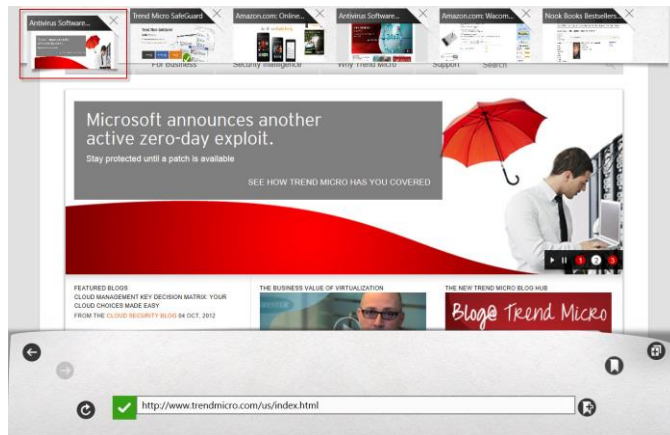 Antivirus Software...
Trend Micro SafeGuard
Amazon.com: Online...
Antivirus Software...
Amazon.com: Wacom...
Nook Books Bestsellers...
For Business
Security Intelligence
Why Trend Micro
Support
Search
Microsoft announces another
active zero-day exploit.
Stay protected until a patch is available
SEE HOW TREND MICRO HAS YOU COVERED
1 2 3
FEATURED BLOGS
CLOUD MANAGEMENT KEY DECISION MATRIX: YOUR
CLOUD CHOICES MADE EASY
FROM THE CLOUD SECURITY BLOG 04 OCT, 2012
THE BUSINESS VALUE OF VIRTUALIZATION
THE NEW TREND MICRO BLOG HUB
Blog@ Trend Micro
http://www.trendmicro.com/us/index.html